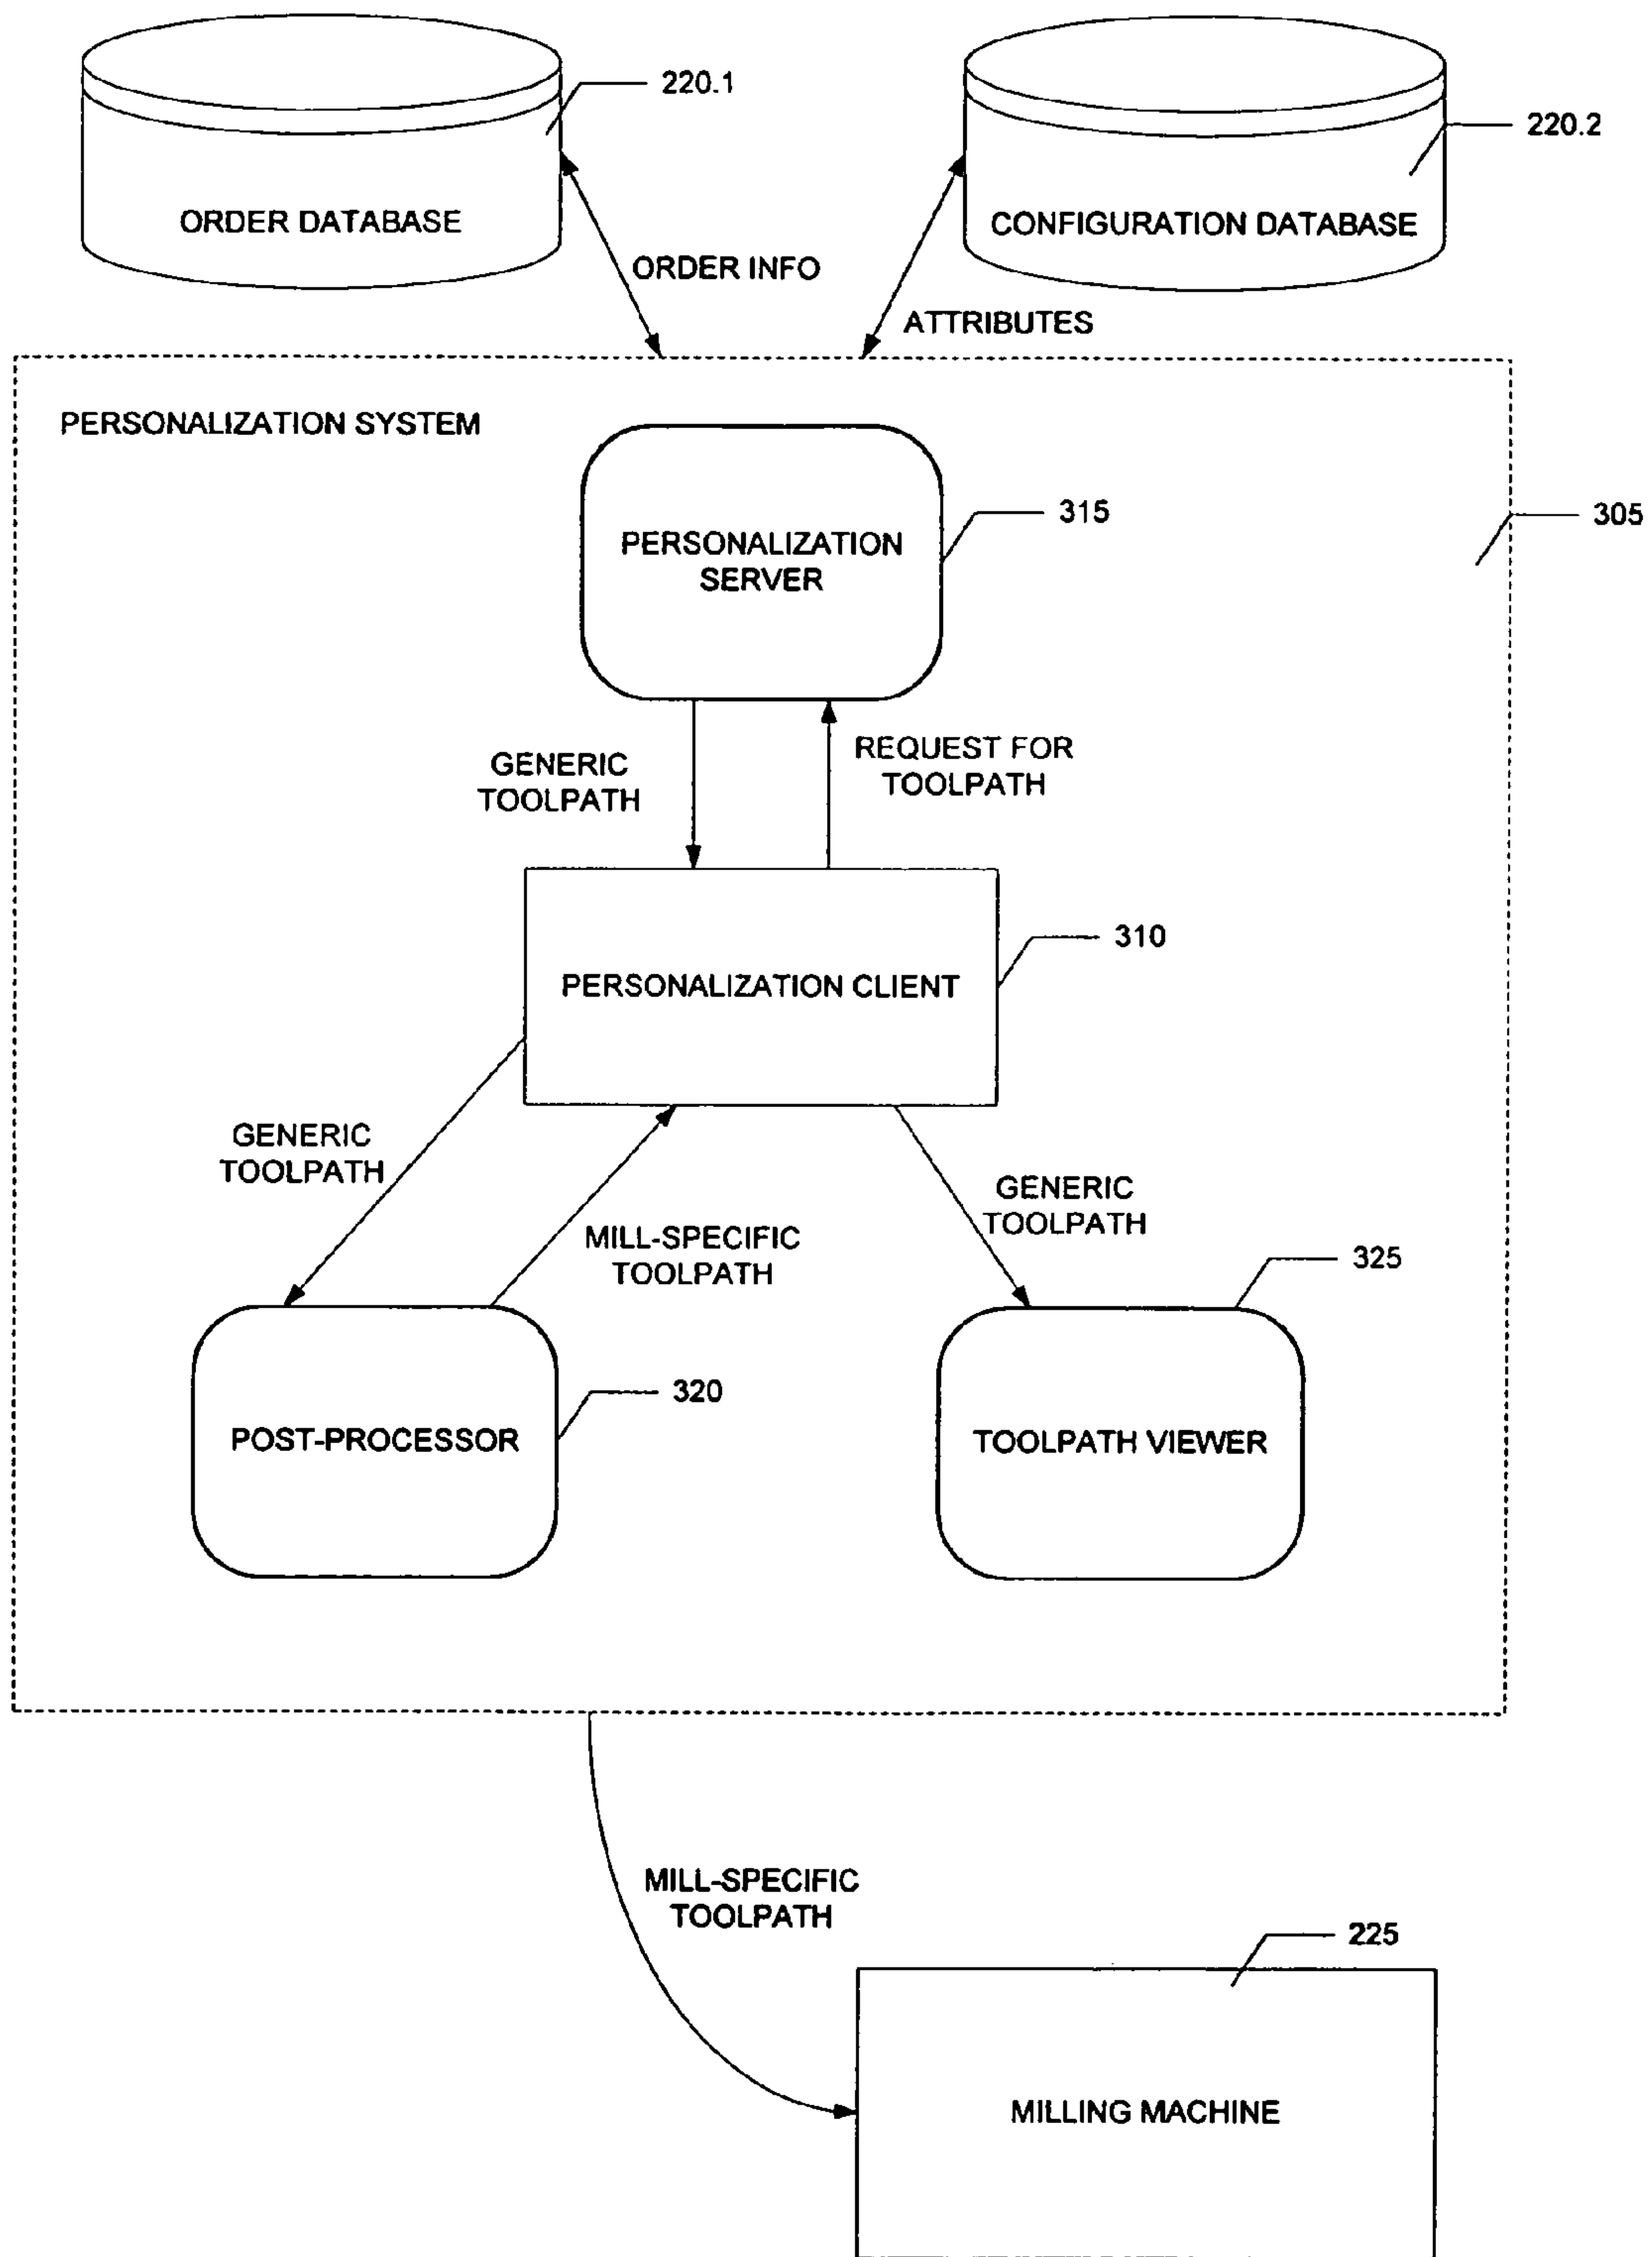 220.1
220.2
ORDER DATABASE
CONFIGURATION DATABASE
ORDER INFO
ATTRIBUTES
PERSONALIZATION SYSTEM
315
305
PERSONALIZATION
SERVER
GENERIC
TOOLPATH
REQUEST FOR
TOOLPATH
310
PERSONALIZATION CLIENT
GENERIC
TOOLPATH
MILL-SPECIFIC
TOOLPATH
GENERIC
TOOLPATH
325
320
POST-PROCESSOR
TOOLPATH VIEWER
MILL-SPECIFIC
TOOLPATH
225
MILLING MACHINE